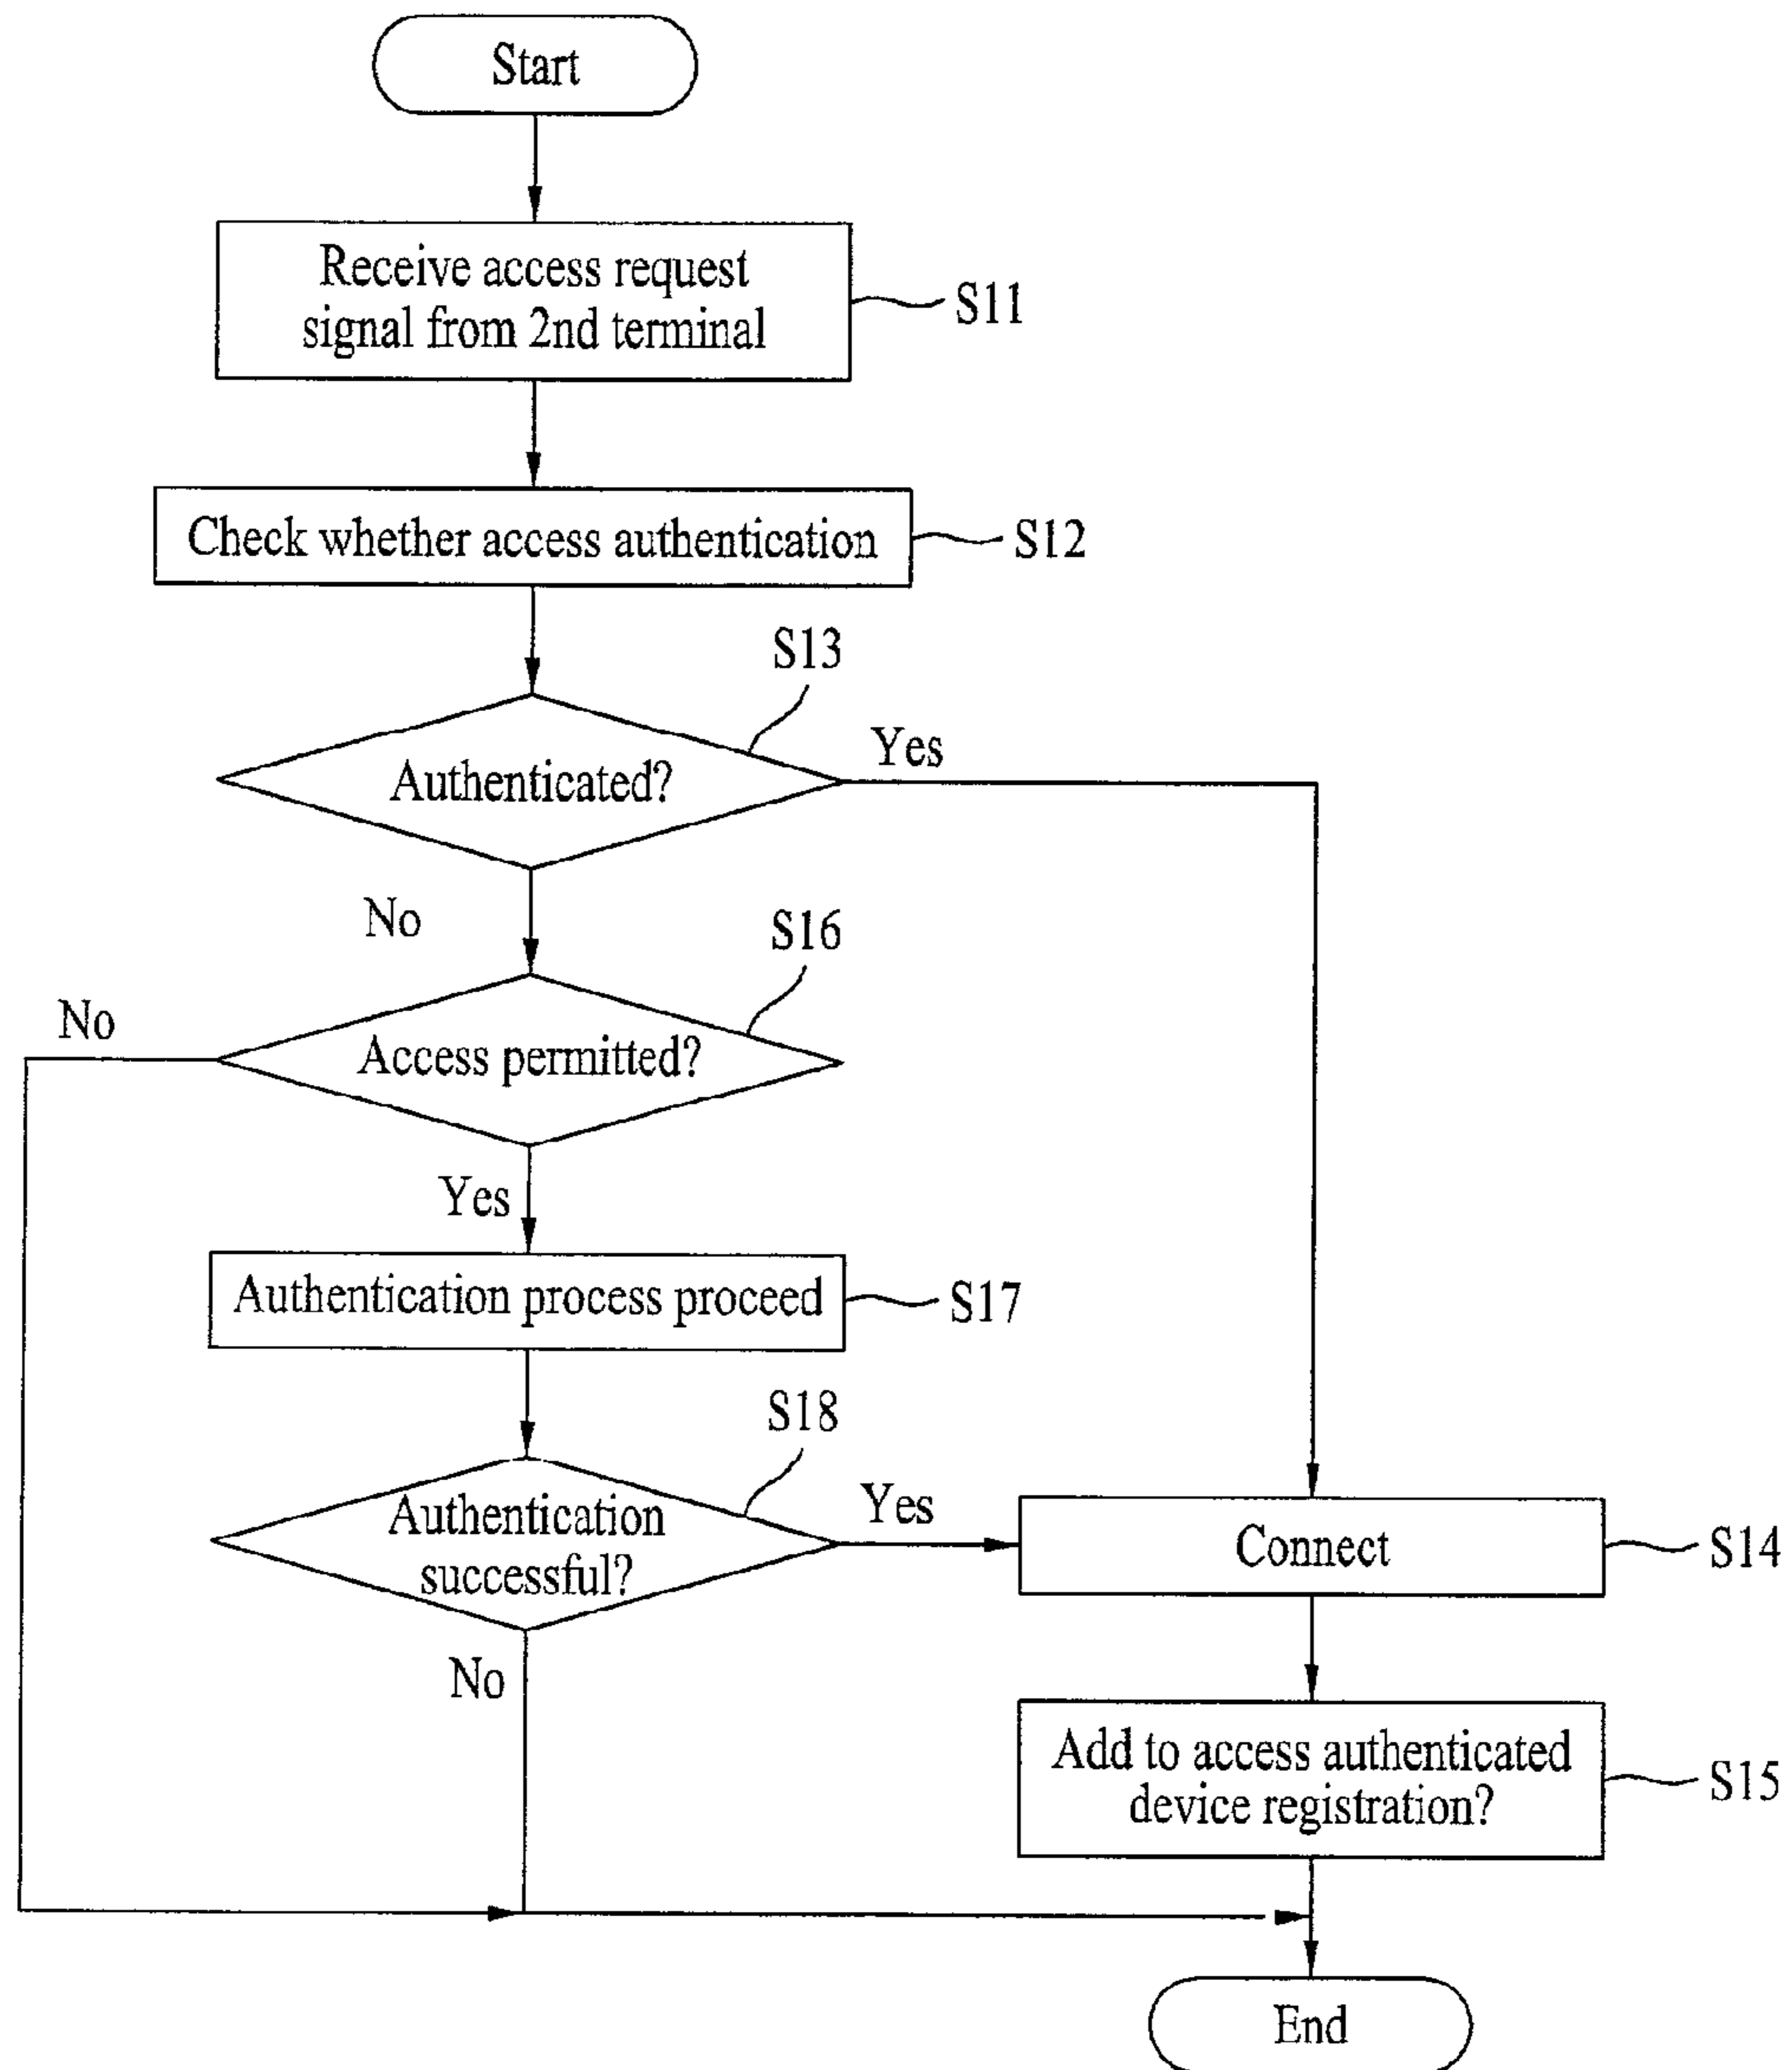 Start
Receive access request
signal from 2nd terminal
S11
Check whether access authentication
S12
S13
Authenticated?
Yes
No
S16
No
Access permitted?
Yes
Authentication process proceed
S17
S18
Authentication
successful?
Yes
Connect
S14
No
Add to access authenticated
device registration?
S15
End